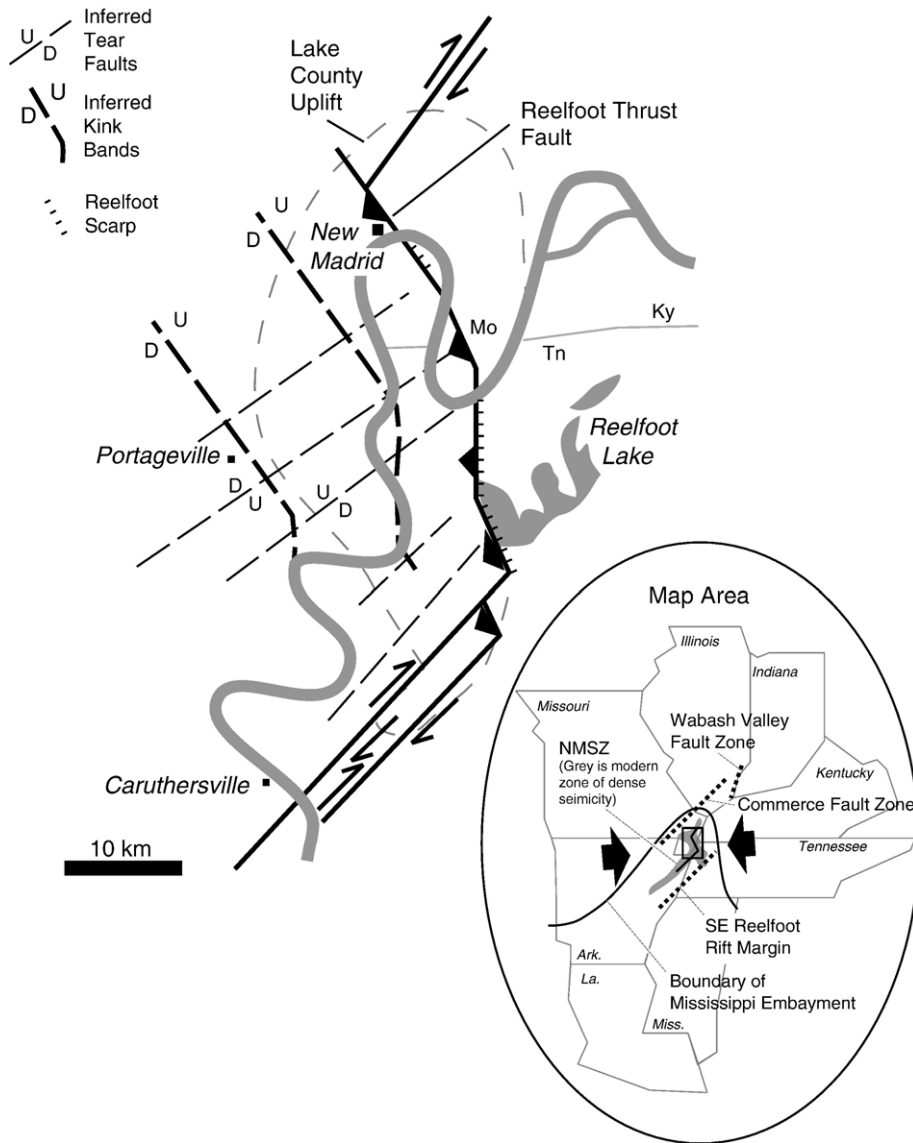 U
D
Inferred
Tear
Faults
D
U
Inferred
Kink
Bands
Reelfoot
Scarp
Lake
County
Uplift
Reelfoot Thrust
Fault
U
D
New
Madrid
U
D
Mo
Ky
Tn
Portageville
Reelfoot
Lake
D
U
U
D
Caruthersville
10 km
Map Area
Illinois
Indiana
Missouri
Wabash Valley
Fault Zone
NMSZ
(Grey is modern
zone of dense
seimicity)
Kentucky
Commerce Fault Zone
Tennessee
SE Reelfoot
Rift Margin
Ark.
La.
Boundary of
Mississippi Embayment
Miss.